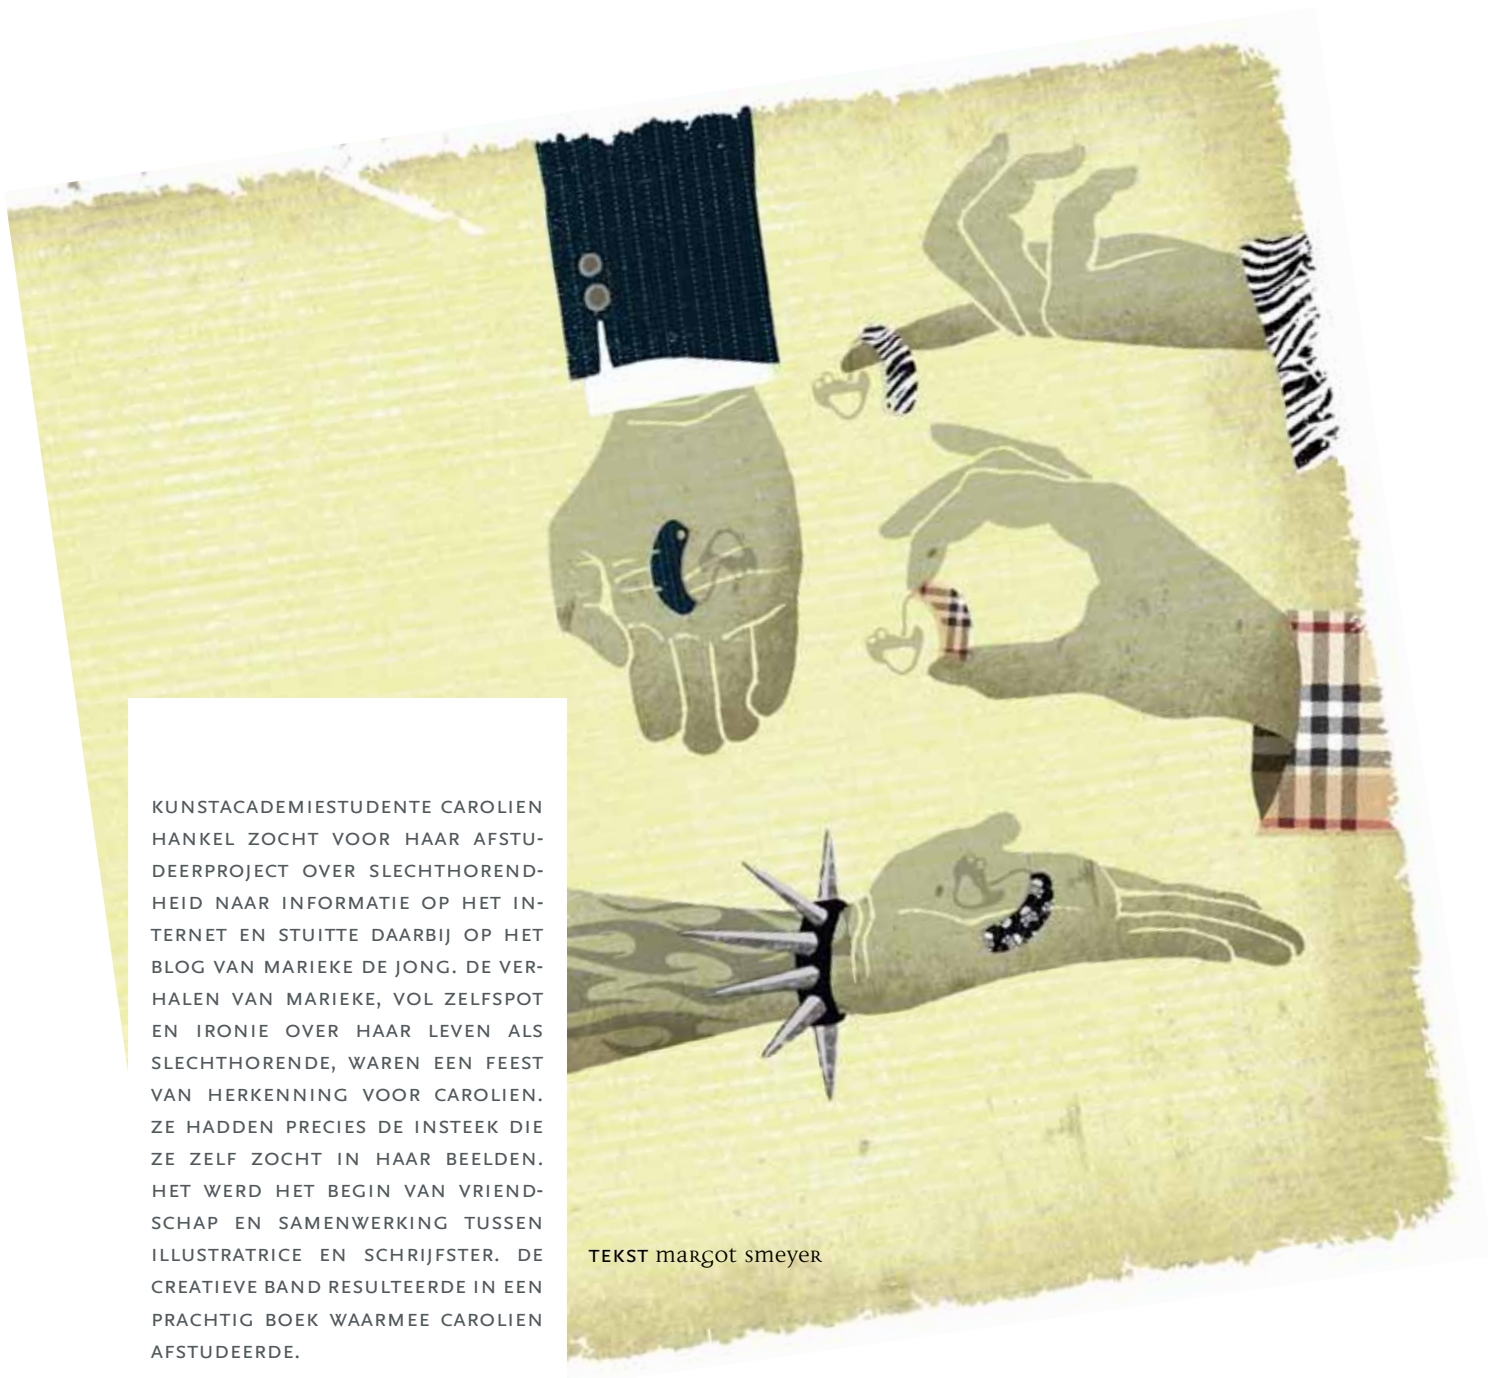 KUNSTACADEMIESTUDENTE CAROLIEN
HANKEL ZOCHT VOOR HAAR AFSTU-
DEERPROJECT OVER SLECHTHOREND-
HEID NAAR INFORMATIE OP HET IN-
TERNET EN STUITTE DAARBIJ OP HET
BLOG VAN MARIEKE DE JONG. DE VER-
HALEN VAN MARIEKE, VOL ZELFSPOT
EN IRONIE OVER HAAR LEVEN ALS
SLECHTHORENDE, WAREN EEN FEEST
VAN HERKENNING VOOR CAROLIEN.
ZE HADDEN PRECIES DE INSTEEK DIE
ZE ZELF ZOCHT IN HAAR BEELDEN.
HET WERD HET BEGIN VAN VRIEND-
SCHAP EN SAMENWERKING TUSSEN
ILLUSTRATRICE EN SCHRIJFSTER. DE
CREATIEVE BAND RESULTEERDE IN EEN
PRACHTIG BOEK WAARMEE CAROLIEN
AFSTUDEERDE.
TEKST margot smeyer